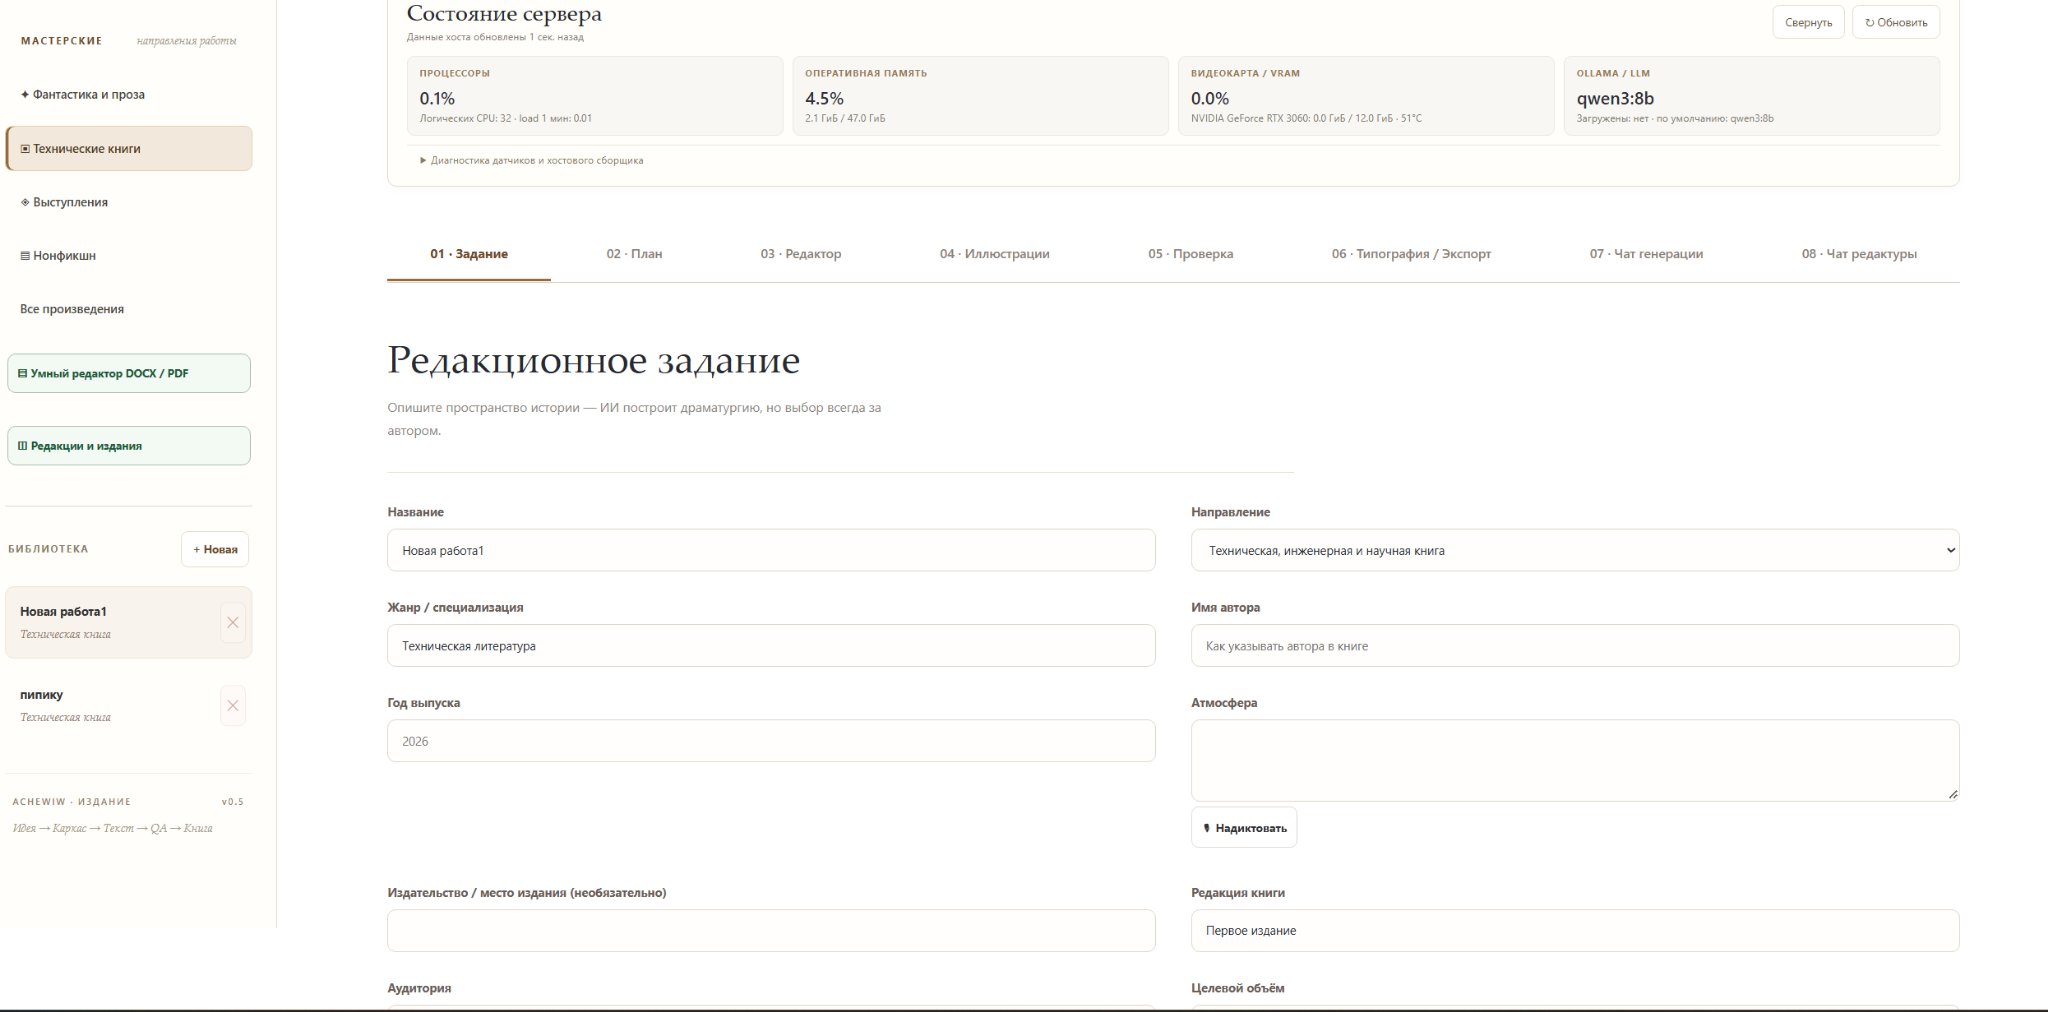 МАСТЕРСКИЕ направления работы
✦ Фантастика и проза
▣ Технические книги
◈ Выступления
▤ Нонфикшн
Все произведения
▤ Умный редактор DOCX / PDF
◫ Редакции и издания
БИБЛИОТЕКА + Новая
Новая работа1
Техническая книга
пипику
Техническая книга
ACHEWIW · ИЗДАНИЕ v0.5
Идея → Каркас → Текст → QA → Книга
Состояние сервера
Данные хоста обновлены 1 сек. назад
Свернуть ↻ Обновить
ПРОЦЕССОРЫ
0.1%
Логических CPU: 32 · load 1 мин: 0.01
ОПЕРАТИВНАЯ ПАМЯТЬ
4.5%
2.1 ГиБ / 47.0 ГиБ
ВИДЕОКАРТА / VRAM
0.0%
NVIDIA GeForce RTX 3060: 0.0 ГиБ / 12.0 ГиБ · 51°C
OLLAMA / LLM
qwen3:8b
Загружены: нет · по умолчанию: qwen3:8b
▶ Диагностика датчиков и хостового сборщика
01 · Задание 02 · План 03 · Редактор 04 · Иллюстрации 05 · Проверка 06 · Типография / Экспорт 07 · Чат генерации 08 · Чат редактуры
Редакционное задание
Опишите пространство истории — ИИ построит драматургию, но выбор всегда за
автором.
Название
Новая работа1
Направление
Техническая, инженерная и научная книга
Жанр / специализация
Техническая литература
Имя автора
Как указывать автора в книге
Год выпуска
2026
Атмосфера
Надиктовать
Издательство / место издания (необязательно)
Редакция книги
Первое издание
Аудитория
Целевой объём